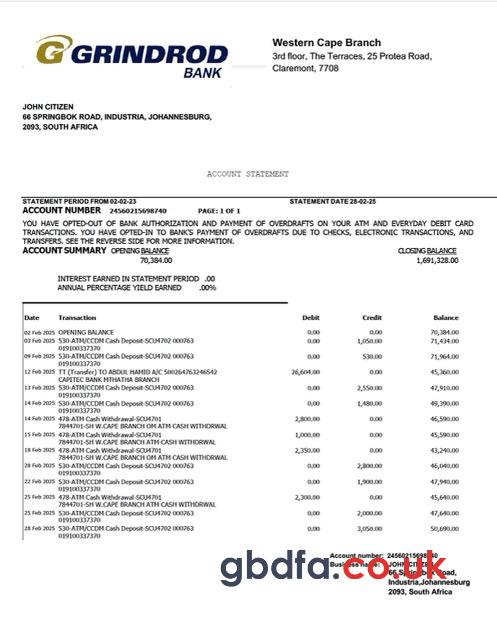 GRINDROD
BANK
Western Cape Branch
3rd floor, The Terraces, 25 Protea Road,
Claremont, 7708
JOHN CITIZEN
66 SPRINGBOK ROAD, INDUSTRIA, JOHANNESBURG,
2093, SOUTH AFRICA
ACCOUNT STATEMENT
STATEMENT PERIOD FROM 02-02-23 STATEMENT DATE 28-02-25
ACCOUNT NUMBER 24560215698740 PAGE: 1 OF 1
YOU HAVE OPTED-OUT OF BANK AUTHORIZATION AND PAYMENT OF OVERDRAFTS ON YOUR ATM AND EVERYDAY DEBIT CARD
TRANSACTIONS. YOU HAVE OPTED-IN TO BANK'S PAYMENT OF OVERDRAFTS DUE TO CHECKS, ELECTRONIC TRANSACTIONS, AND
TRANSFERS. SEE THE REVERSE SIDE FOR MORE INFORMATION.
ACCOUNT SUMMARY OPENING BALANCE CLOSING BALANCE
70,384.00 1,691,328.00
INTEREST EARNED IN STATEMENT PERIOD .00
ANNUAL PERCENTAGE YIELD EARNED .00%
Date Transaction Debit Credit Balance
02 Feb 2025 OPENING BALANCE 0.00 0.00 70,384.00
03 Feb 2025 530-ATM/CCDM Cash Deposit-SCU4702 000763 0.00 1,050.00 71,434.00
019100337370
09 Feb 2025 530-ATM/CCDM Cash Deposit-SCU4702 000763 0.00 530.00 71,964.00
019100337370
12 Feb 2025 TT (Transfer) TO ABDUL HAMID A/C 500264763246542 26,604.00 0.00 45,360.00
CAPITEC BANK MTHATHA BRANCH
13 Feb 2025 530-ATM/CCDM Cash Deposit-SCU4702 000763 0.00 2,550.00 47,910.00
019100337370
14 Feb 2025 530-ATM/CCDM Cash Deposit-SCU4702 000763 0.00 1,480.00 49,390.00
019100337370
14 Feb 2025 478-ATM Cash Withdrawal-SCU4701 2,800.00 0.00 46,590.00
7844701-SH W.CAPE BRANCH OM ATM CASH WITHDRWAL
15 Feb 2025 478-ATM Cash Withdrawal-SCU4701 1,000.00 0.00 45,590.00
7844701-SH W.CAPE BRANCH ATM CASH WITHDRWAL
18 Feb 2025 478-ATM Cash Withdrawal-SCU4701 2,350.00 0.00 43,240.00
7844701-SH W.CAPE BRANCH OM ATM CASH WITHDRWAL
20 Feb 2025 530-ATM/CCDM Cash Deposit-SCU4702 000763 0.00 2,800.00 46,040.00
019100337370
22 Feb 2025 530-ATM/CCDM Cash Deposit-SCU4702 000763 0.00 1,900.00 47,940.00
019100337370
25 Feb 2025 478-ATM Cash Withdrawal-SCU4701 2,300.00 0.00 45,640.00
7844701-SH W.CAPE BRANCH ATM CASH WITHDRWAL
25 Feb 2025 530-ATM/CCDM Cash Deposit-SCU4702 000763 0.00 2,000.00 47,640.00
019100337370
28 Feb 2025 530-ATM/CCDM Cash Deposit-SCU4702 000763 0.00 3,050.00 50,690.00
019100337370
Account number: 24560215698740
Business name: JOHN CITIZEN
66 Springbok Road,
Industria,Johannesburg
2093, South Africa
gbdfa.co.uk